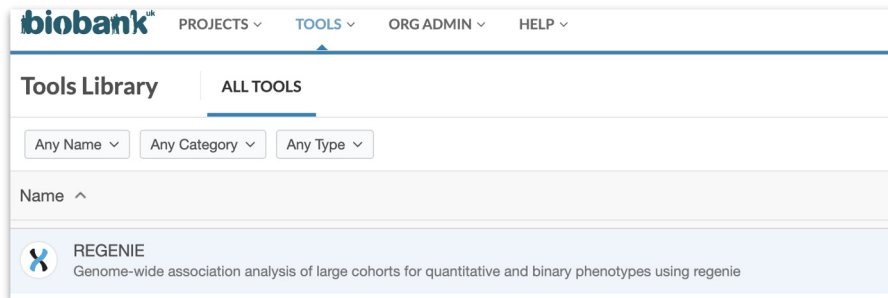 biobank uk PROJECTS TOOLS ORG ADMIN HELP
Tools Library ALL TOOLS
Any Name Any Category Any Type
Name
REGENIE
Genome-wide association analysis of large cohorts for quantitative and binary phenotypes using regenie